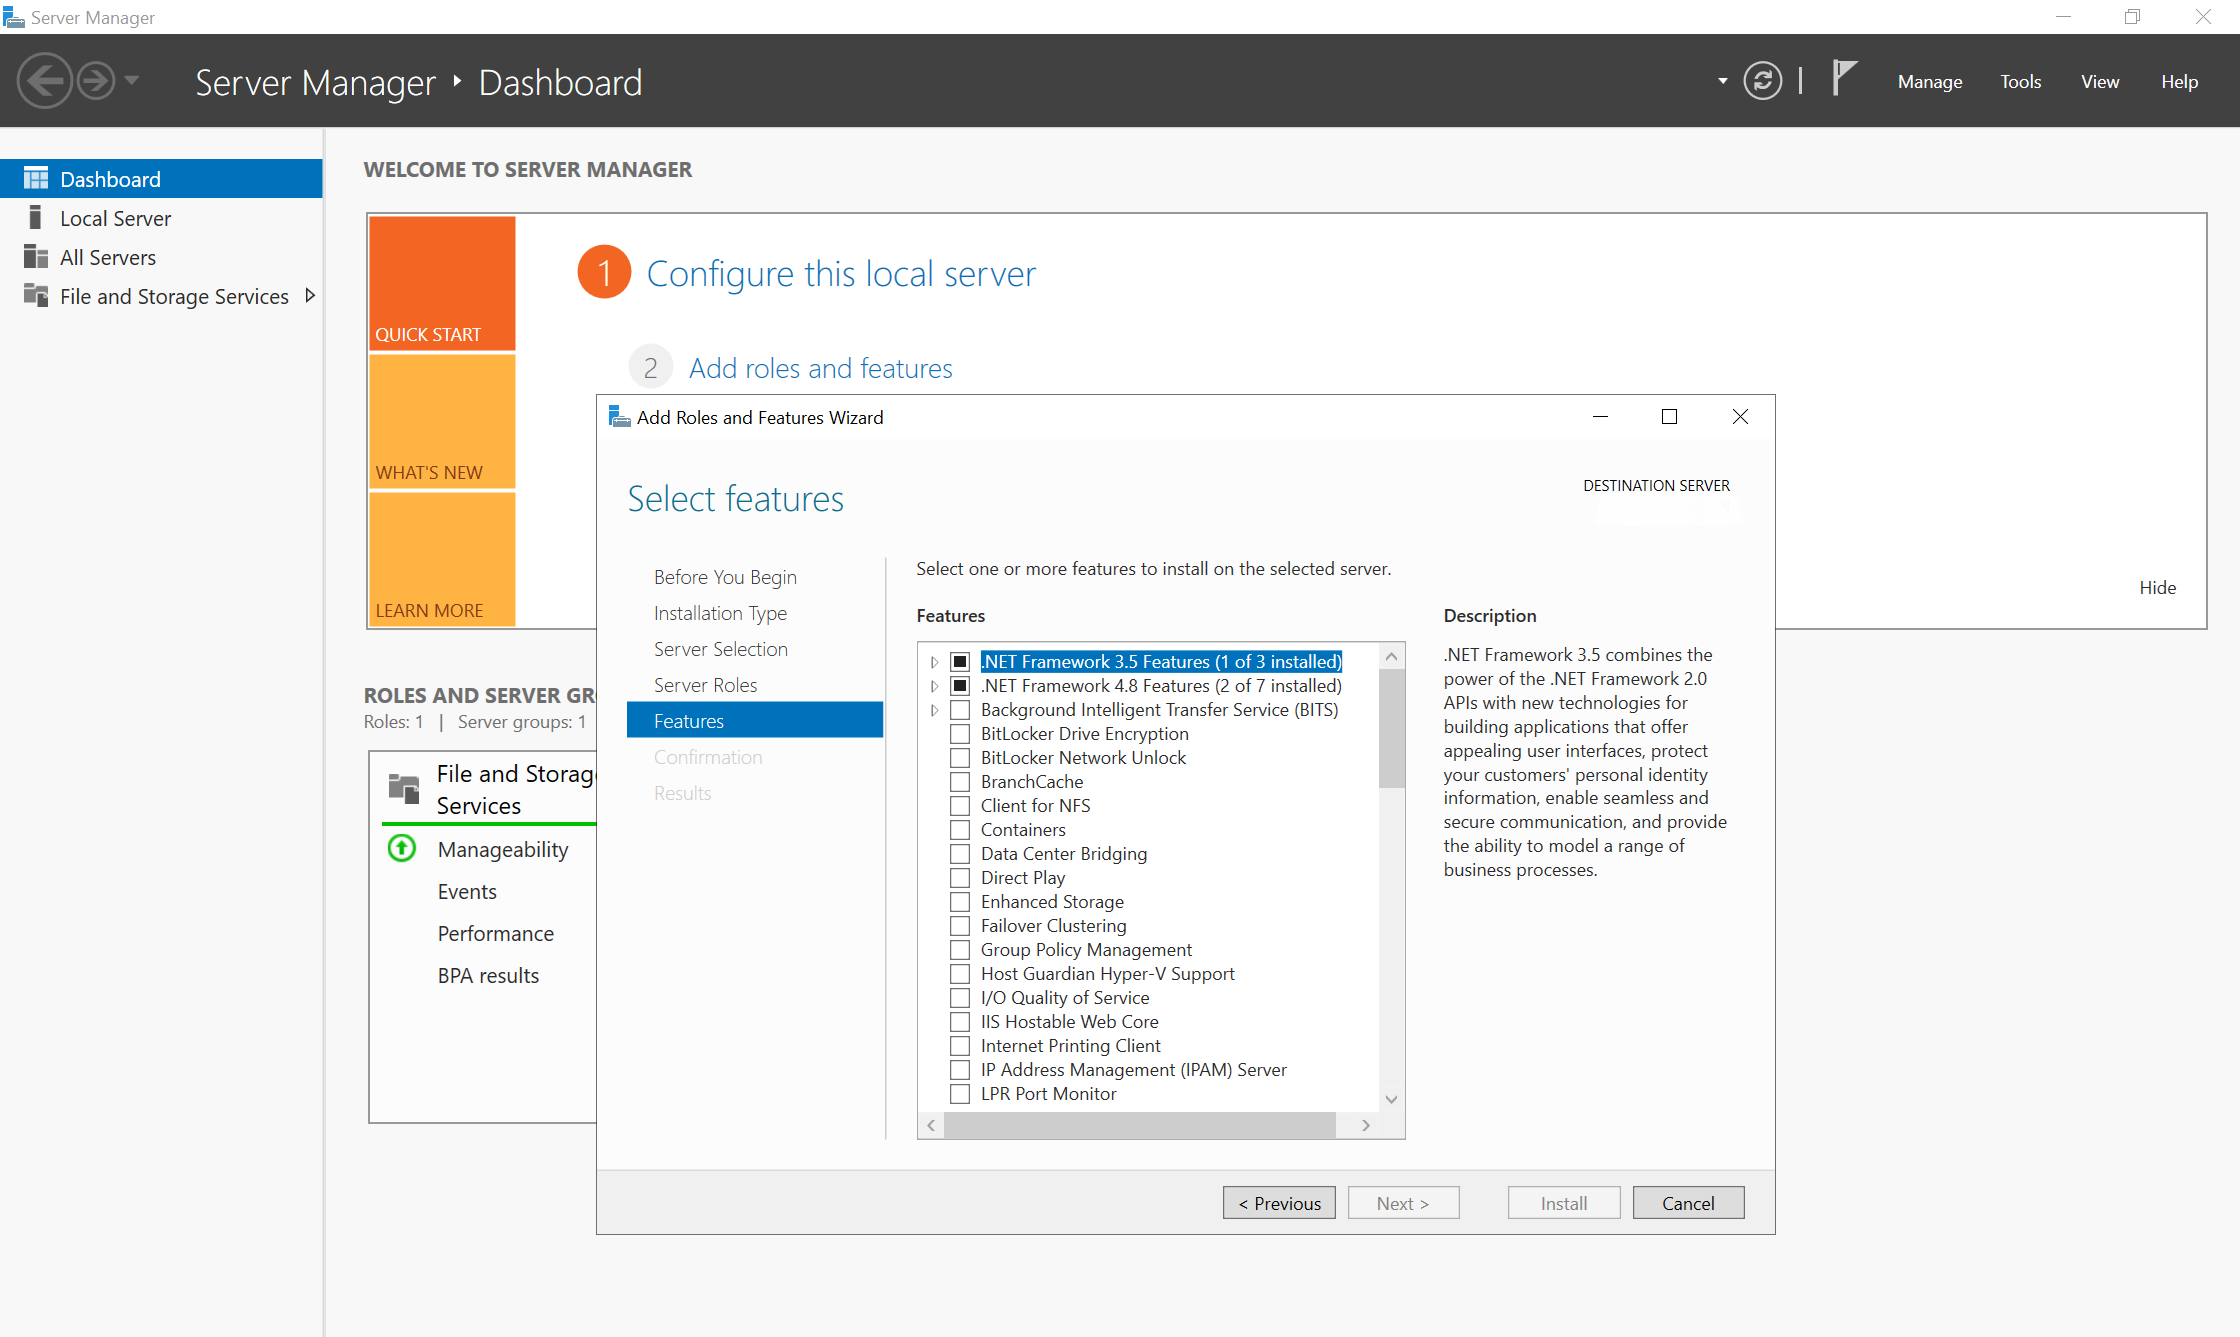 Server Manager
Server Manager ‣ Dashboard
Manage
Tools
View
Help
Dashboard
Local Server
All Servers
File and Storage Services
WELCOME TO SERVER MANAGER
QUICK START
WHAT'S NEW
LEARN MORE
1 Configure this local server
2 Add roles and features
Hide
ROLES AND SERVER GR
Roles: 1 | Server groups: 1
File and Storag
Services
Manageability
Events
Performance
BPA results
Add Roles and Features Wizard
Select features
DESTINATION SERVER
Before You Begin
Installation Type
Server Selection
Server Roles
Features
Confirmation
Results
Select one or more features to install on the selected server.
Features
.NET Framework 3.5 Features (1 of 3 installed)
.NET Framework 4.8 Features (2 of 7 installed)
Background Intelligent Transfer Service (BITS)
BitLocker Drive Encryption
BitLocker Network Unlock
BranchCache
Client for NFS
Containers
Data Center Bridging
Direct Play
Enhanced Storage
Failover Clustering
Group Policy Management
Host Guardian Hyper-V Support
I/O Quality of Service
IIS Hostable Web Core
Internet Printing Client
IP Address Management (IPAM) Server
LPR Port Monitor
Description
.NET Framework 3.5 combines the
power of the .NET Framework 2.0
APIs with new technologies for
building applications that offer
appealing user interfaces, protect
your customers' personal identity
information, enable seamless and
secure communication, and provide
the ability to model a range of
business processes.
< Previous
Next >
Install
Cancel